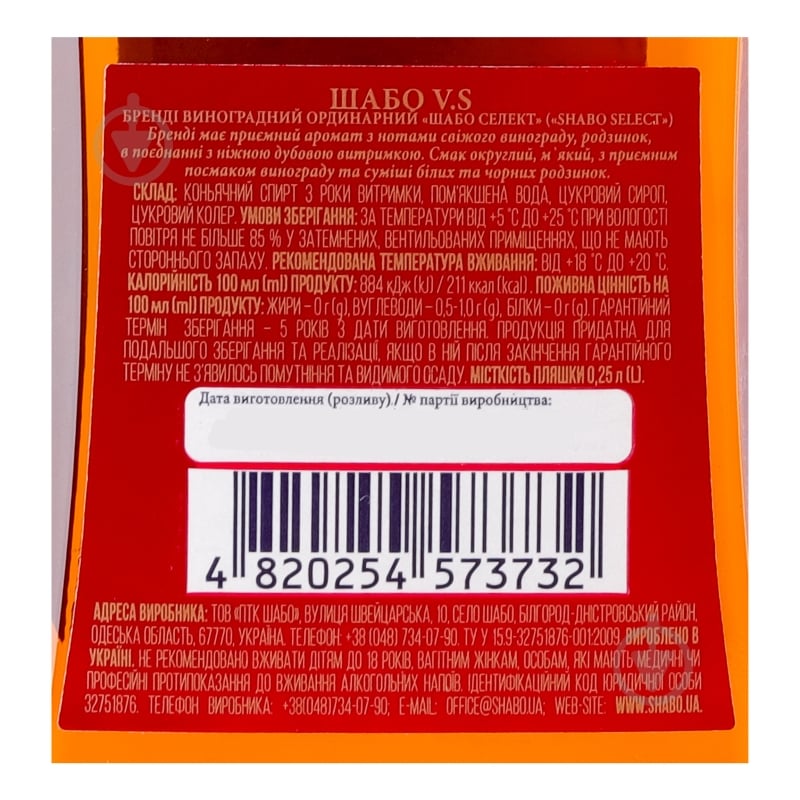 ШАБО V.S
БРЕНДІ ВИНОГРАДНИЙ ОРДИНАРНИЙ «ШАБО СЕЛЕКТ» («SHABO SELECT»)
Бренді має приємний аромат з нотами свіжого винограду, родзинок,
в поєднанні з ніжною дубовою витримкою. Смак округлий, м'який, з приємним
посмаком винограду та суміші білих та чорних родзинок.
СКЛАД: КОНЬЯЧНИЙ СПИРТ 3 РОКИ ВИТРИМКИ, ПОМ'ЯКШЕНА ВОДА, ЦУКРОВИЙ СИРОП,
ЦУКРОВИЙ КОЛЕР. УМОВИ ЗБЕРІГАННЯ: ЗА ТЕМПЕРАТУРИ ВІД +5 °С ДО +25 °С ПРИ ВОЛОГОСТІ
ПОВІТРЯ НЕ БІЛЬШЕ 85 % У ЗАТЕМНЕНИХ, ВЕНТИЛЬОВАНИХ ПРИМІЩЕННЯХ, ЩО НЕ МАЮТЬ
СТОРОННЬОГО ЗАПАХУ. РЕКОМЕНДОВАНА ТЕМПЕРАТУРА ВЖИВАННЯ: ВІД +18 °С ДО +20 °С.
КАЛОРІЙНІСТЬ 100 мл (ml) ПРОДУКТУ: 884 кДж (kJ) / 211 ккал (kcal). ПОЖИВНА ЦІННІСТЬ НА
100 мл (ml) ПРОДУКТУ: ЖИРИ – 0 г (g), ВУГЛЕВОДИ – 0,5-1,0 г (g), БІЛКИ – 0 г (g). ГАРАНТІЙНИЙ
ТЕРМІН ЗБЕРІГАННЯ – 5 РОКІВ З ДАТИ ВИГОТОВЛЕННЯ. ПРОДУКЦІЯ ПРИДАТНА ДЛЯ
ПОДАЛЬШОГО ЗБЕРІГАННЯ ТА РЕАЛІЗАЦІЇ, ЯКЩО В НІЙ ПІСЛЯ ЗАКІНЧЕННЯ ГАРАНТІЙНОГО
ТЕРМІНУ НЕ З'ЯВИЛОСЬ ПОМУТНІННЯ ТА ВИДИМОГО ОСАДУ. МІСТКІСТЬ ПЛЯШКИ 0,25 л (L).
Дата виготовлення (розливу) / № партії виробництва:
4 820254 573732
АДРЕСА ВИРОБНИКА: ТОВ «ПТК ШАБО», ВУЛИЦЯ ШВЕЙЦАРСЬКА, 10, СЕЛО ШАБО, БІЛГОРОД-ДНІСТРОВСЬКИЙ РАЙОН,
ОДЕСЬКА ОБЛАСТЬ, 67770, УКРАЇНА. ТЕЛЕФОН: +38 (048) 734-07-90. ТУ У 15.9-32751876-001:2009. ВИРОБЛЕНО В
УКРАЇНІ. НЕ РЕКОМЕНДОВАНО ВЖИВАТИ ДІТЯМ ДО 18 РОКІВ, ВАГІТНИМ ЖІНКАМ, ОСОБАМ, ЯКІ МАЮТЬ МЕДИЧНІ ЧИ
ПРОФЕСІЙНІ ПРОТИПОКАЗАННЯ ДО ВЖИВАННЯ АЛКОГОЛЬНИХ НАПОЇВ. ІДЕНТИФІКАЦІЙНИЙ КОД ЮРИДИЧНОЇ ОСОБИ
32751876. ТЕЛЕФОН ВИРОБНИКА: +38(048)734-07-90; E-MAIL: OFFICE@SHABO.UA; WEB-SITE: WWW.SHABO.UA.